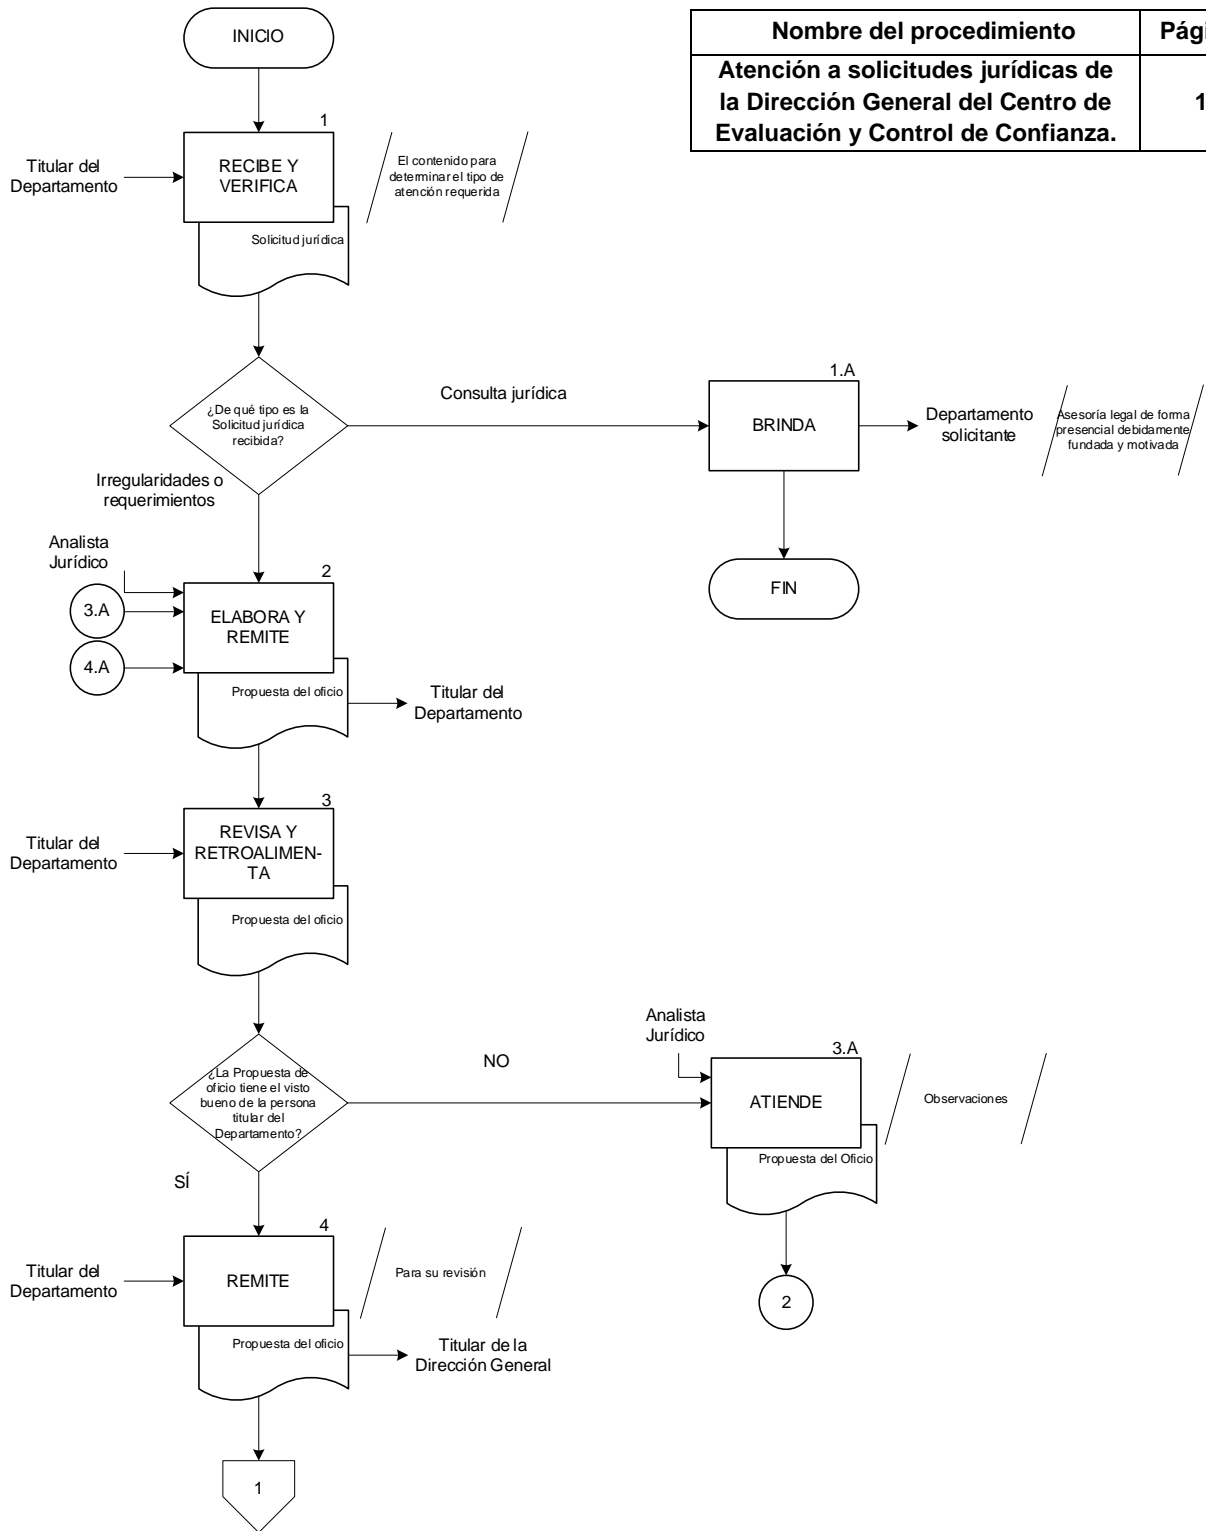 INICIO
Nombre del procedimiento
Atención a solicitudes jurídicas de
la Dirección General del Centro de
Evaluación y Control de Confianza.
Pági
1
1
Titular del
Departamento
RECIBE Y
VERIFICA
El contenido para
determinar el tipo de
atención requerida
Solicitud jurídica
¿De qué tipo es la
Solicitud jurídica
recibida?
Consulta jurídica
1.A
BRINDA
Departamento
solicitante
Asesoría legal de forma
presencial debidamente
fundada y motivada
Irregularidades o
requerimientos
FIN
Analista
Jurídico
3.A
4.A
2
ELABORA Y
REMITE
Propuesta del oficio
Titular del
Departamento
3
Titular del
Departamento
REVISA Y
RETROALIMEN-
TA
Propuesta del oficio
¿La Propuesta de
oficio tiene el visto
bueno de la persona
titular del
Departamento?
NO
Analista
Jurídico
3.A
ATIENDE
Observaciones
Propuesta del Oficio
2
SÍ
4
Titular del
Departamento
REMITE
Para su revisión
Propuesta del oficio
Titular de la
Dirección General
1